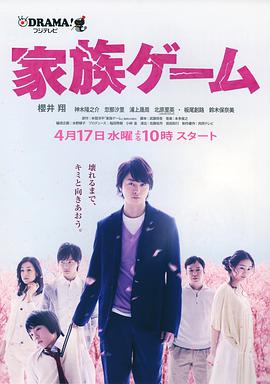 DRAMA!
フジテレビ
家族ゲーム
櫻井 翔
神木隆之介 忽那汐里 浦上晟周 北原里英・板尾創路 鈴木保奈美
4月17日 水曜よる10時 スタート
壊れるまで、
キミと向きあおう。